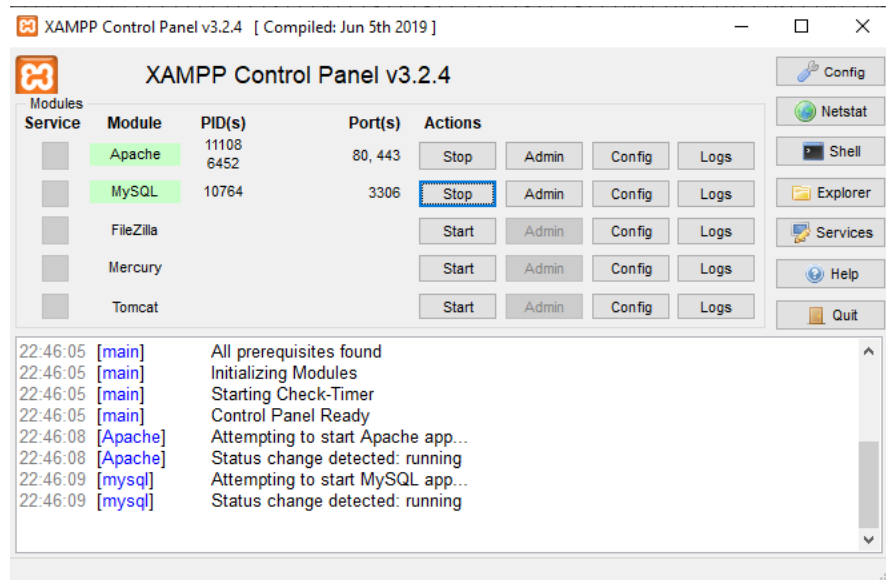 XAMPP Control Panel v3.2.4 [ Compiled: Jun 5th 2019 ]
XAMPP Control Panel v3.2.4
Config
Modules
Service Module PID(s) Port(s) Actions
Netstat
Apache 11108 6452 80, 443 Stop Admin Config Logs
Shell
MySQL 10764 3306 Stop Admin Config Logs
Explorer
FileZilla Start Admin Config Logs
Services
Mercury Start Admin Config Logs
Help
Tomcat Start Admin Config Logs
Quit
22:46:05 [main] All prerequisites found
22:46:05 [main] Initializing Modules
22:46:05 [main] Starting Check-Timer
22:46:05 [main] Control Panel Ready
22:46:08 [Apache] Attempting to start Apache app...
22:46:08 [Apache] Status change detected: running
22:46:09 [mysql] Attempting to start MySQL app...
22:46:09 [mysql] Status change detected: running